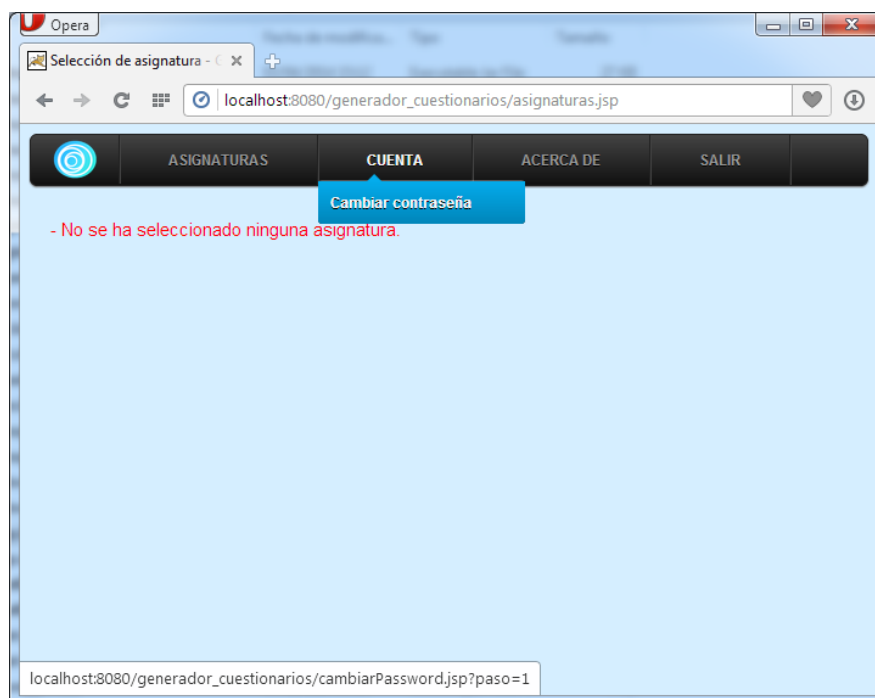 Opera
Selección de asignatura -
localhost:8080/generador_cuestionarios/asignaturas.jsp
ASIGNATURAS CUENTA ACERCA DE SALIR
Cambiar contraseña
- No se ha seleccionado ninguna asignatura.
localhost:8080/generador_cuestionarios/cambiarPassword.jsp?paso=1